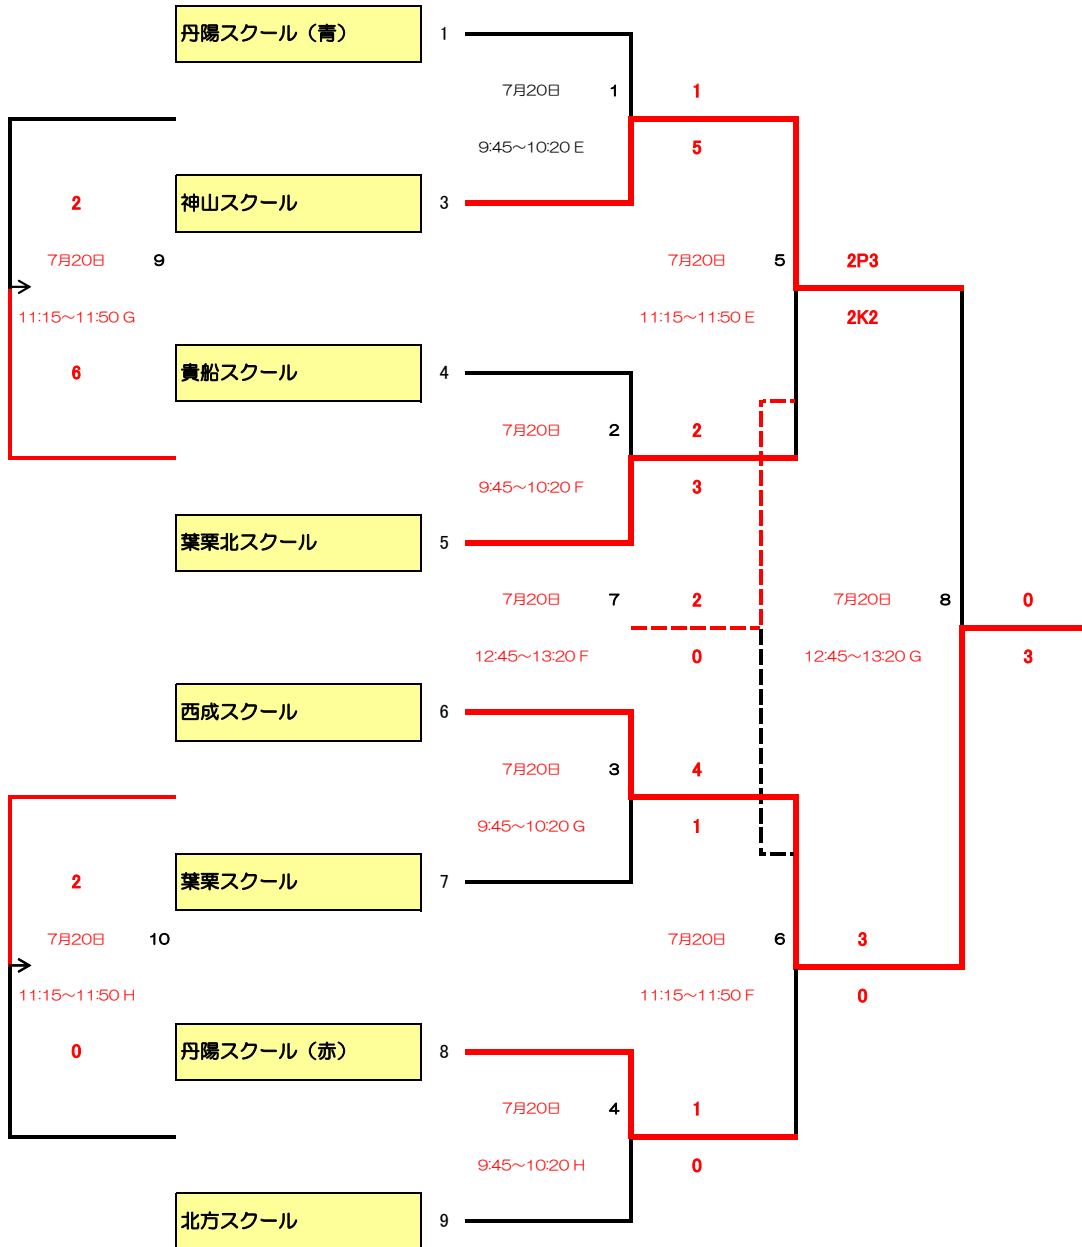 丹陽スクール（青） 1
7月20日 1 1
9:45～10:20 E 5
2 神山スクール 3
7月20日 9 7月20日 5 2P3
11:15～11:50 G 11:15～11:50 E 2K2
6 貴船スクール 4
7月20日 2 2
9:45～10:20 F 3
葉栗北スクール 5
7月20日 7 2 7月20日 8 0
12:45～13:20 F 0 12:45～13:20 G 3
西成スクール 6
7月20日 3 4
9:45～10:20 G 1
2 葉栗スクール 7
7月20日 10 7月20日 6 3
11:15～11:50 H 11:15～11:50 F 0
0 丹陽スクール（赤） 8
7月20日 4 1
9:45～10:20 H 0
北方スクール 9